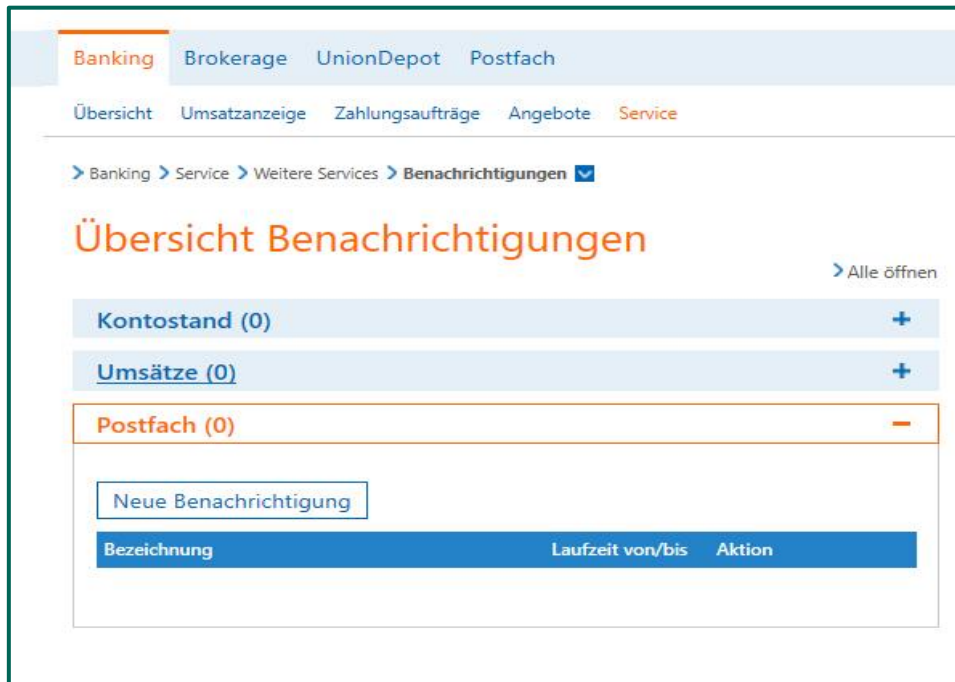 Banking Brokerage UnionDepot Postfach
Übersicht Umsatzanzeige Zahlungsaufträge Angebote Service
Banking Service Weitere Services Benachrichtigungen
Übersicht Benachrichtigungen
Alle öffnen
Kontostand (0)
Umsätze (0)
Postfach (0)
Neue Benachrichtigung
Bezeichnung Laufzeit von/bis Aktion